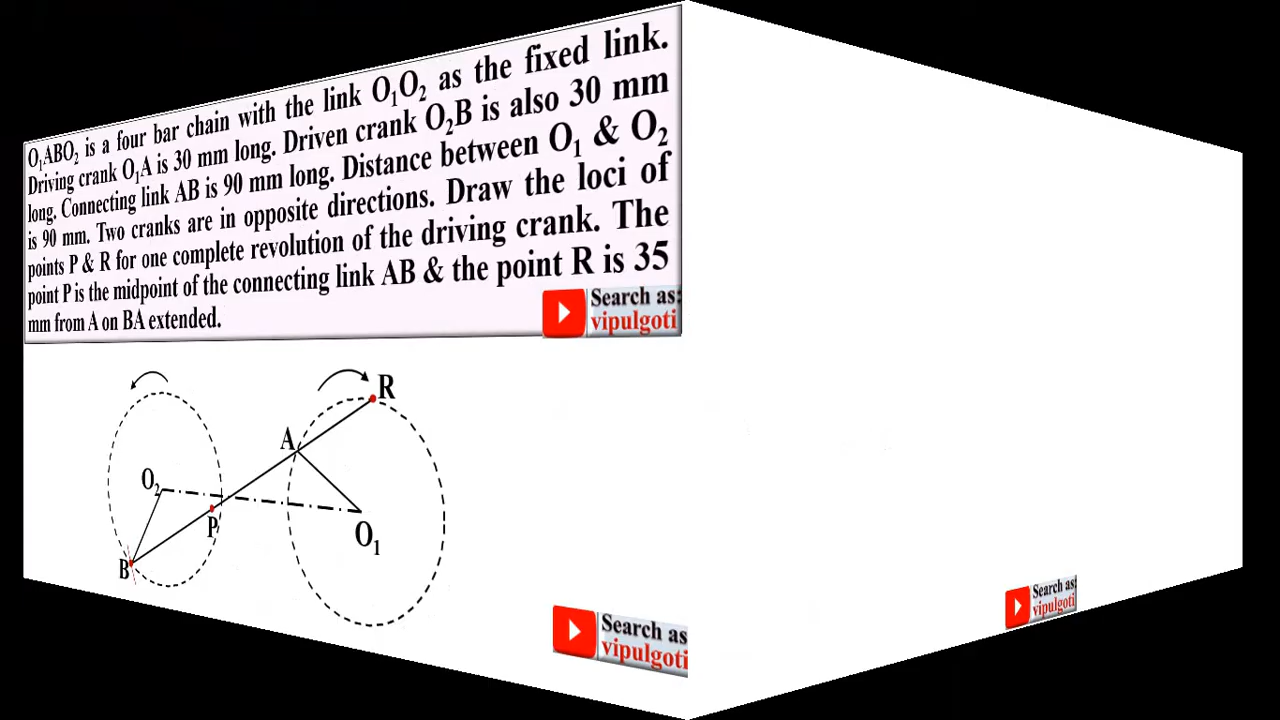 O₁ABO₂ is a four bar chain with the link O₁O₂ as the fixed link.
Driving crank O₁A is 30 mm long. Driven crank O₂B is also 30 mm
long. Connecting link AB is 90 mm long. Distance between O₁ & O₂
is 90 mm. Two cranks are in opposite directions. Draw the loci of
points P & R for one complete revolution of the driving crank. The
point P is the midpoint of the connecting link AB & the point R is 35
mm from A on BA extended.
Search as:
vipulgoti
R
A
O₂
P
O₁
B
Search as
vipulgoti
Search as
vipulgoti